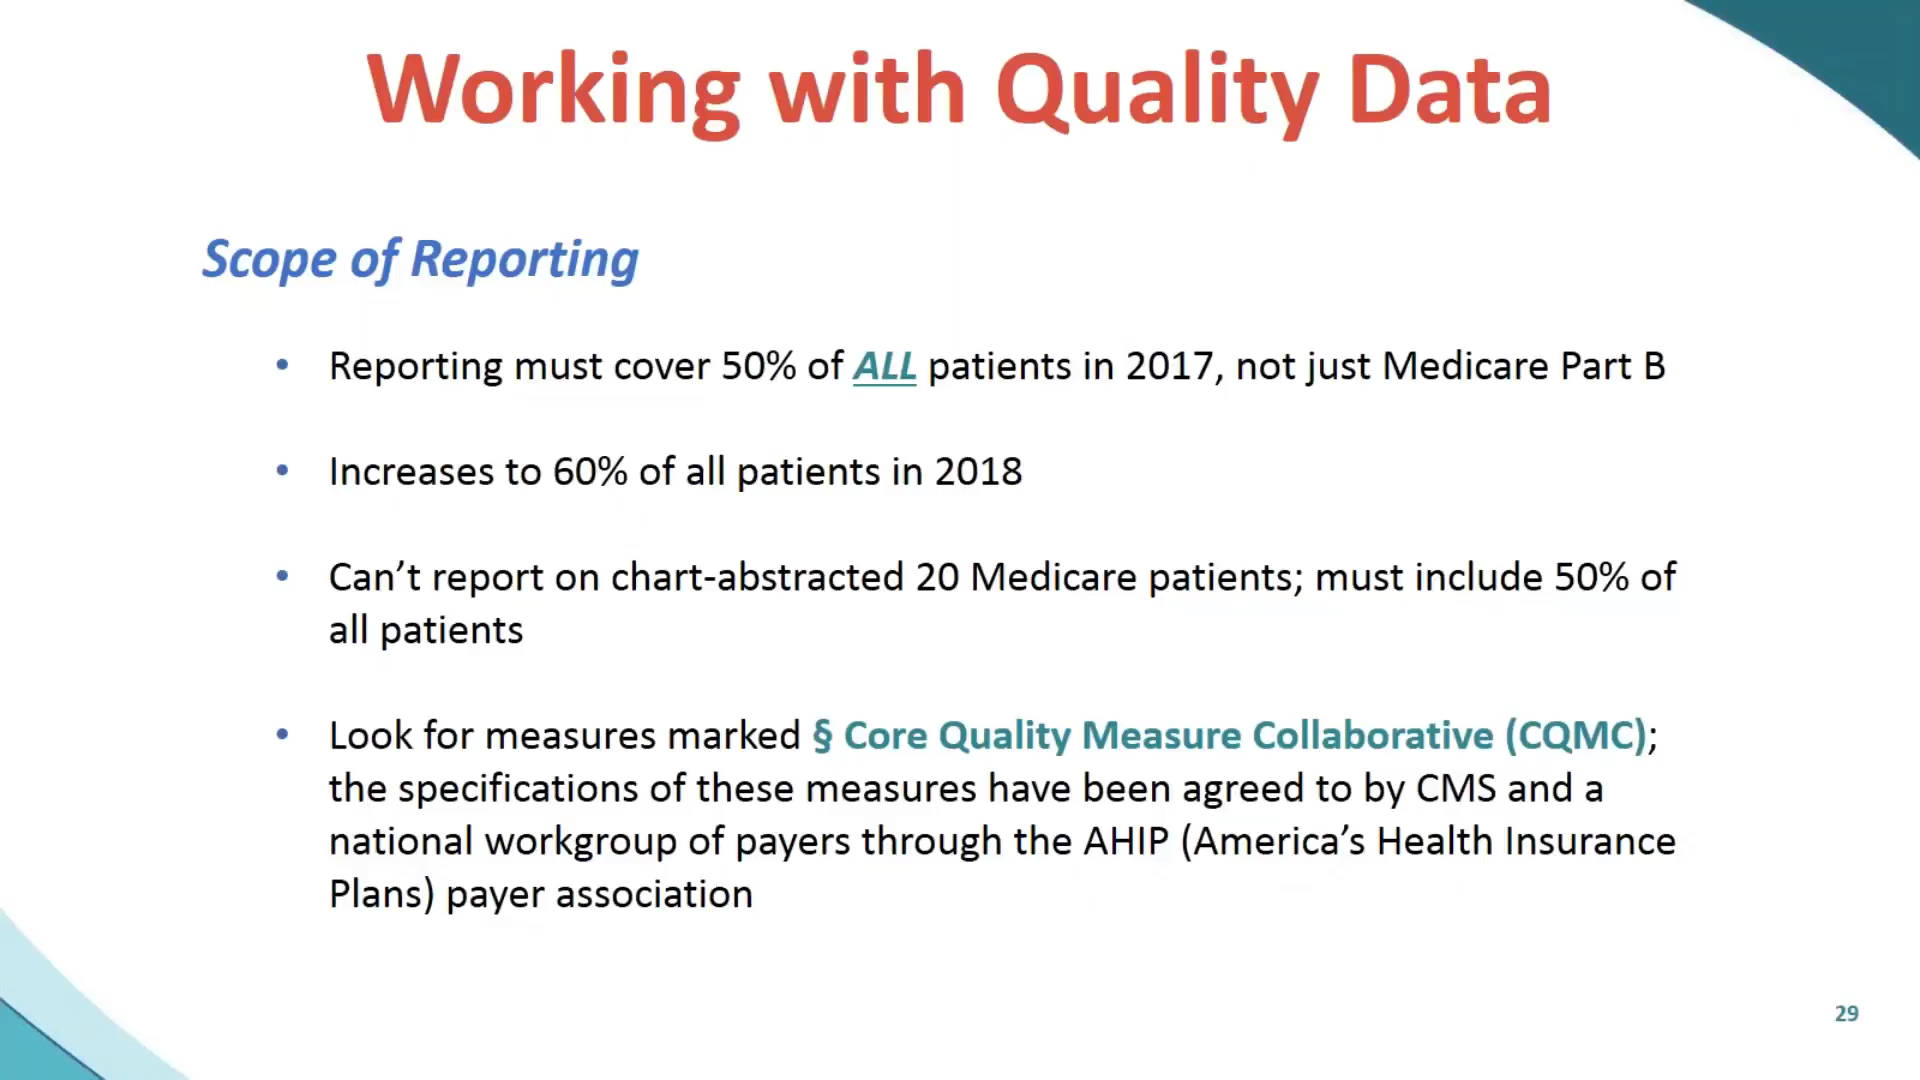 Working with Quality Data
Scope of Reporting
• Reporting must cover 50% of ALL patients in 2017, not just Medicare Part B
• Increases to 60% of all patients in 2018
• Can’t report on chart-abstracted 20 Medicare patients; must include 50% of
all patients
• Look for measures marked § Core Quality Measure Collaborative (CQMC);
the specifications of these measures have been agreed to by CMS and a
national workgroup of payers through the AHIP (America’s Health Insurance
Plans) payer association
29